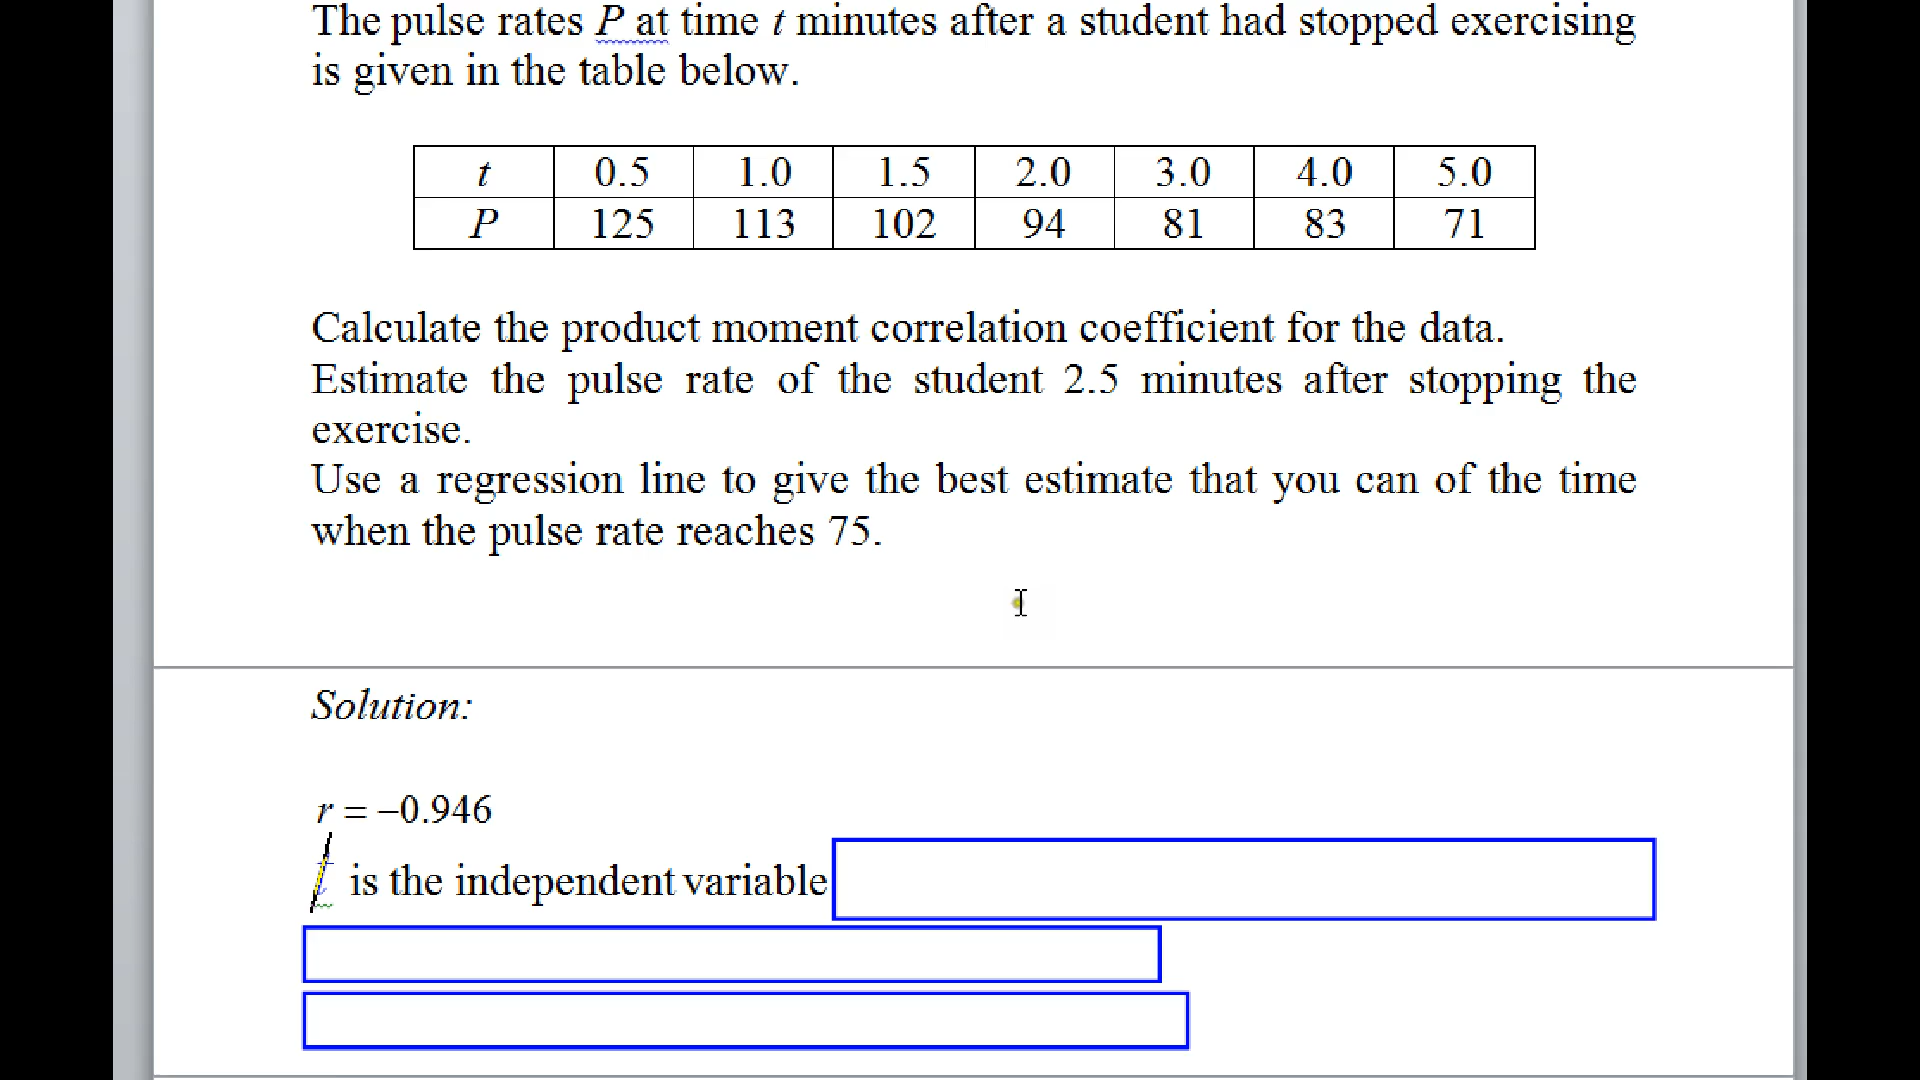 The pulse rates P at time t minutes after a student had stopped exercising
is given in the table below.
t 0.5 1.0 1.5 2.0 3.0 4.0 5.0
P 125 113 102 94 81 83 71
Calculate the product moment correlation coefficient for the data.
Estimate the pulse rate of the student 2.5 minutes after stopping the
exercise.
Use a regression line to give the best estimate that you can of the time
when the pulse rate reaches 75.
Solution:
r = −0.946
t is the independent variable